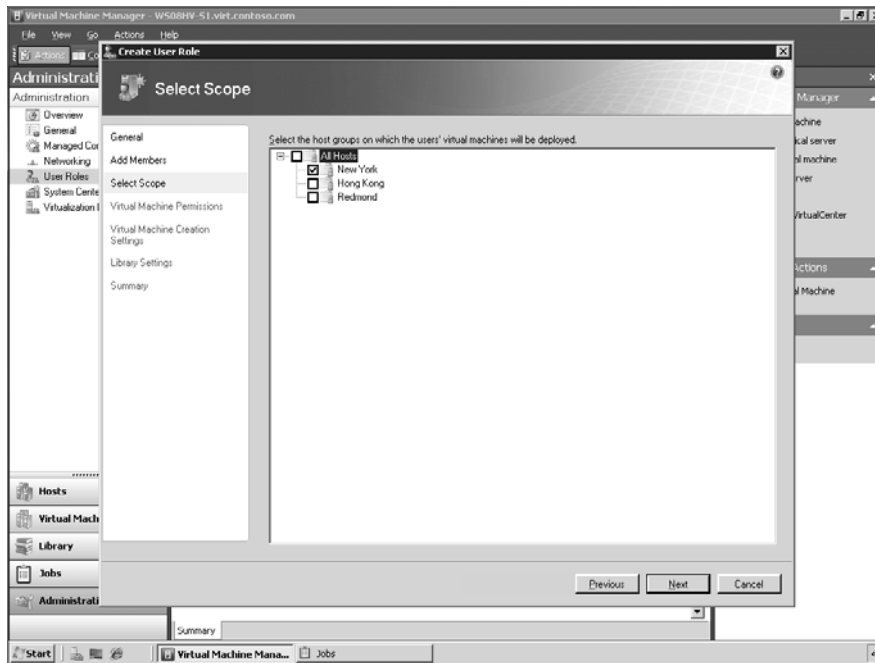 Virtual Machine Manager - WS08HV-S1.virt.contoso.com
File View Go Actions Help
Actions Co
Create User Role
Administrati
Administration
Overview
General
Managed Cor
Networking
User Roles
System Cente
Virtualization
Select Scope
General
Add Members
Select Scope
Virtual Machine Permissions
Virtual Machine Creation
Settings
Library Settings
Summary
Select the host groups on which the users' virtual machines will be deployed.
All Hosts
New York
Hong Kong
Redmond
Manager
achine
ical server
al machine
rver
VirtualCenter
Actions
al Machine
Hosts
Virtual Mach
Library
Jobs
Administrati
Previous Next Cancel
Summary
Start Virtual Machine Mana... Jobs